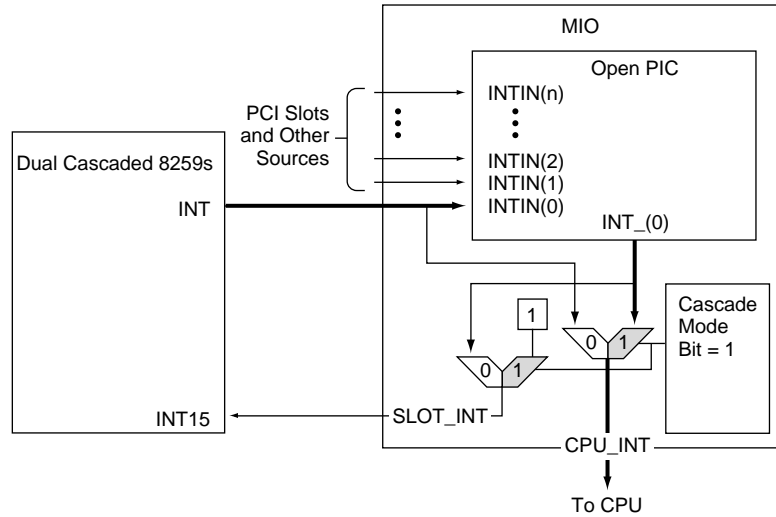 MIO
Open PIC
INTIN(n)
PCI Slots
and Other
Sources
Dual Cascaded 8259s
INTIN(2)
INTIN(1)
INT
INTIN(0)
INT_(0)
1
Cascade
Mode
Bit = 1
0 1
0 1
INT15
SLOT_INT
CPU_INT
To CPU